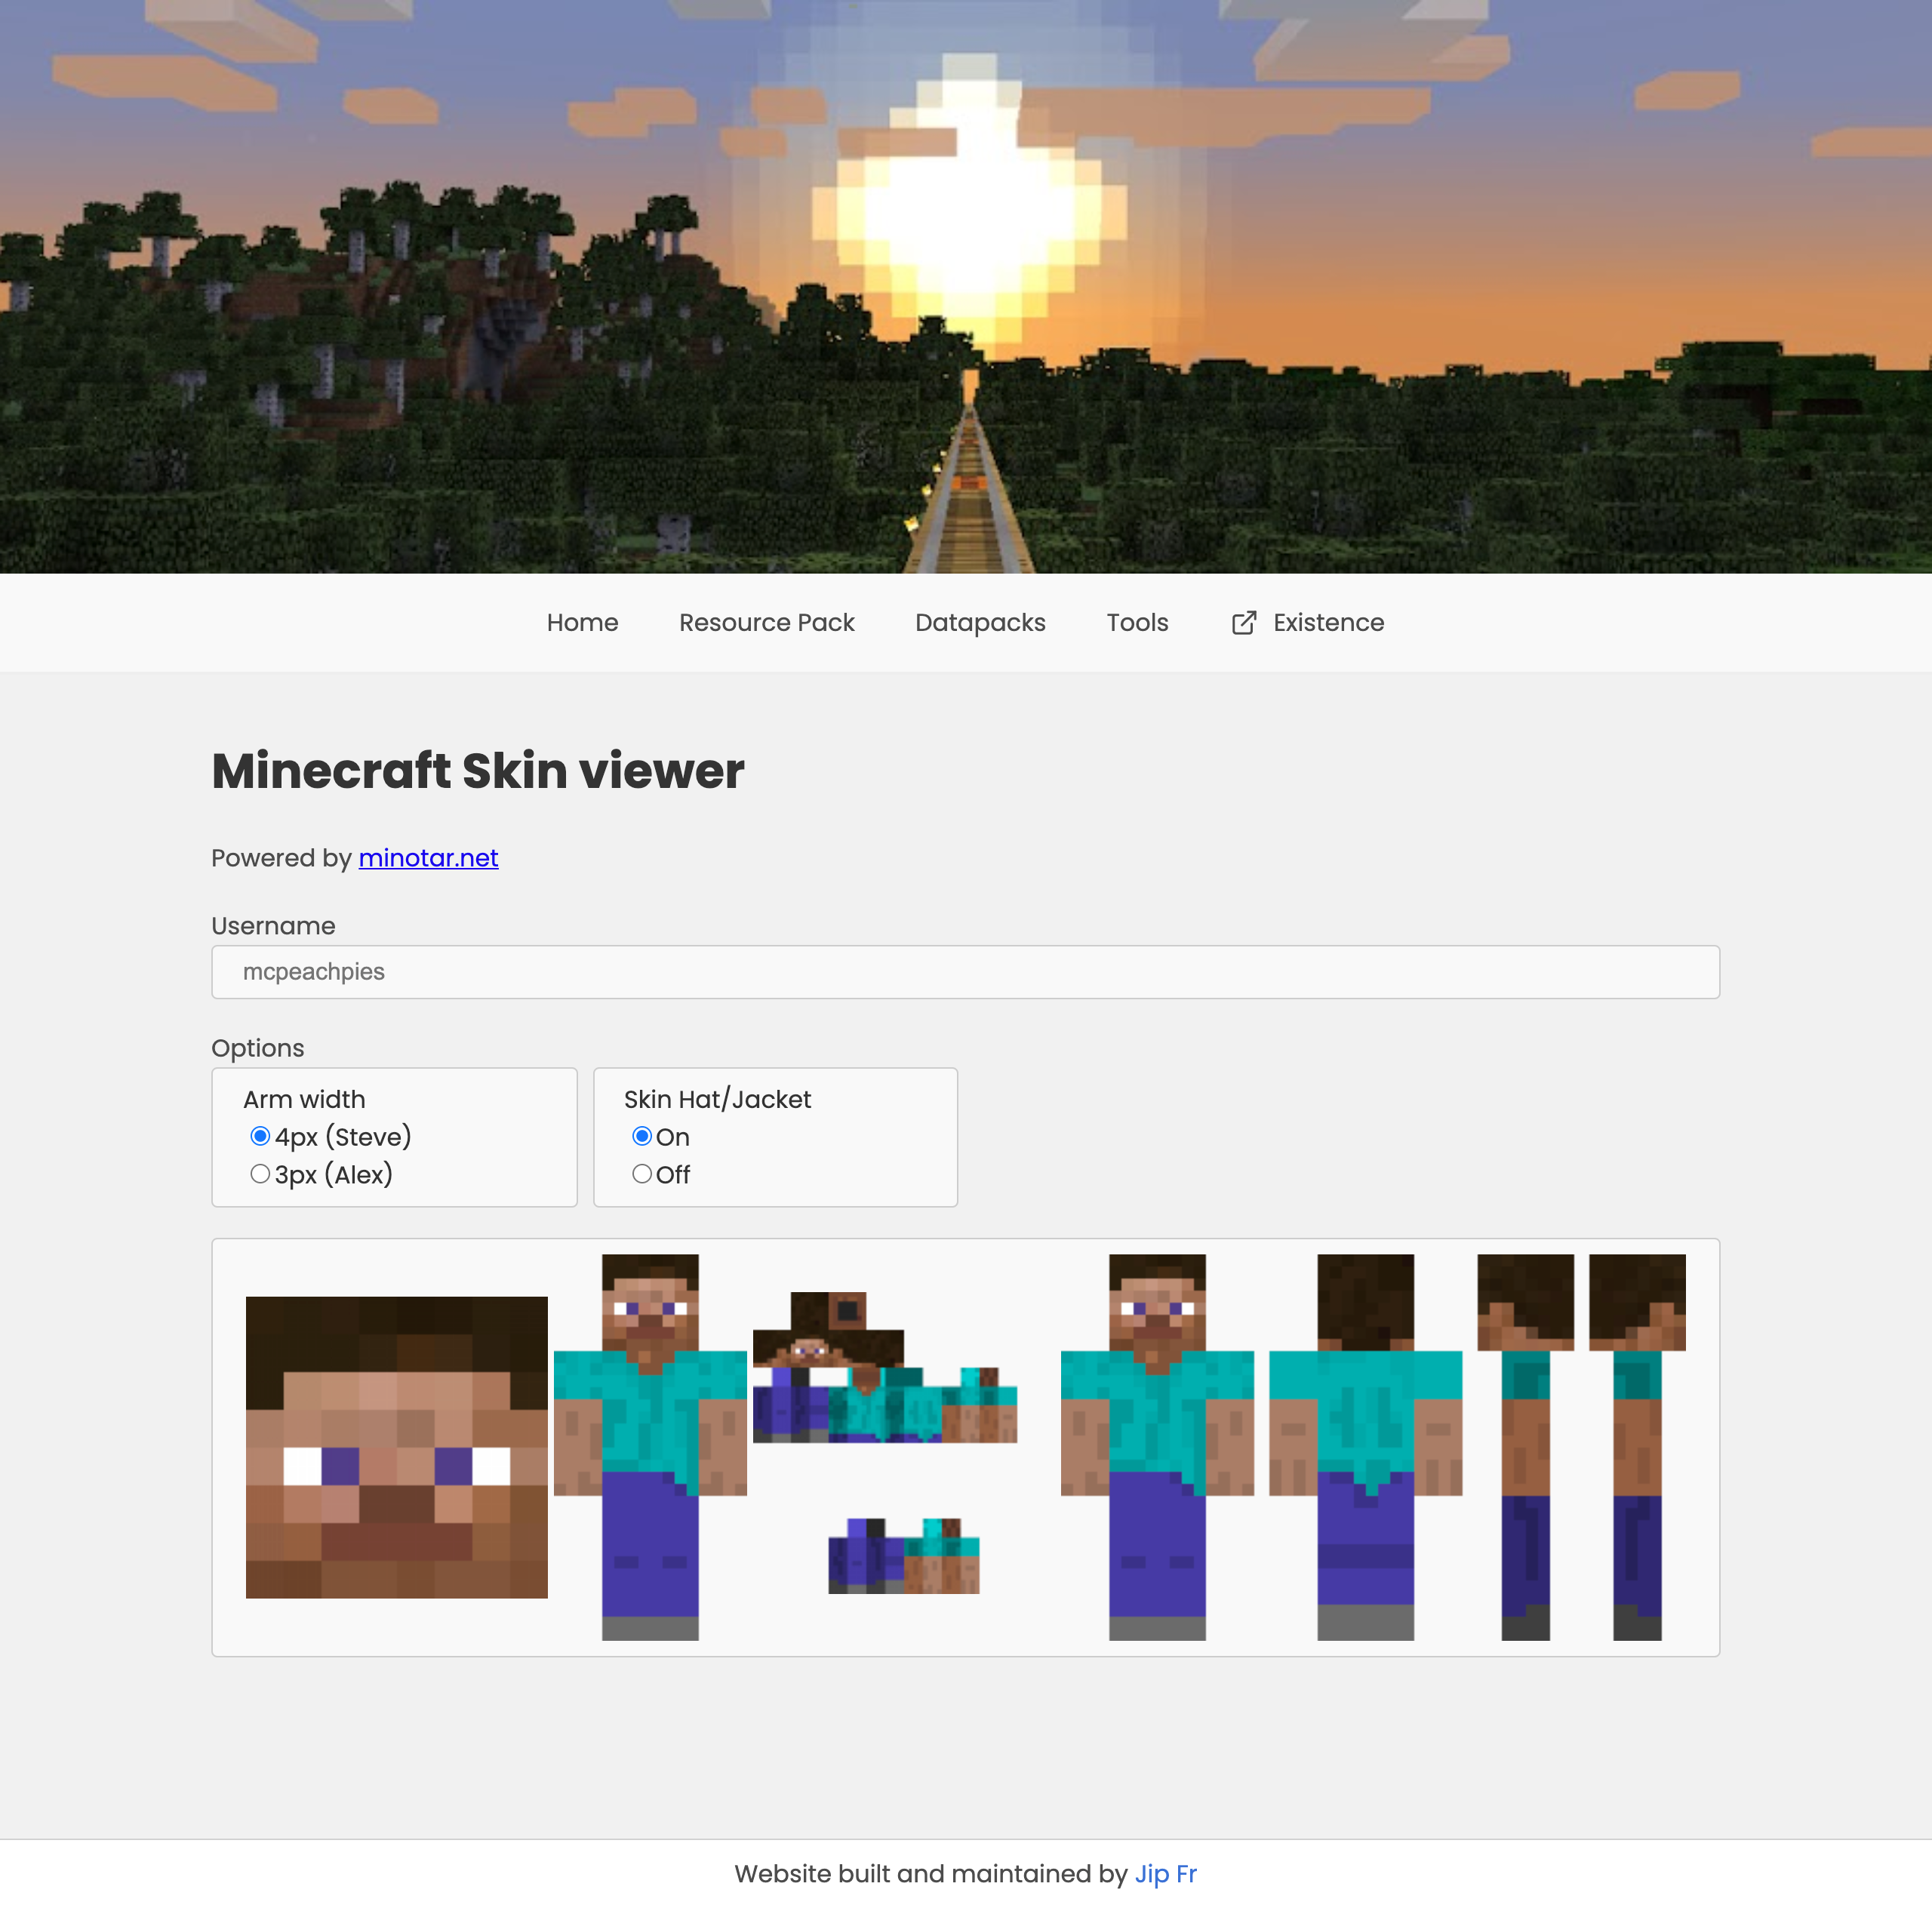 Home Resource Pack Datapacks Tools Existence
Minecraft Skin viewer
Powered by minotar.net
Username
mcpeachpies
Options
Arm width
4px (Steve)
3px (Alex)
Skin Hat/Jacket
On
Off
Website built and maintained by Jip Fr